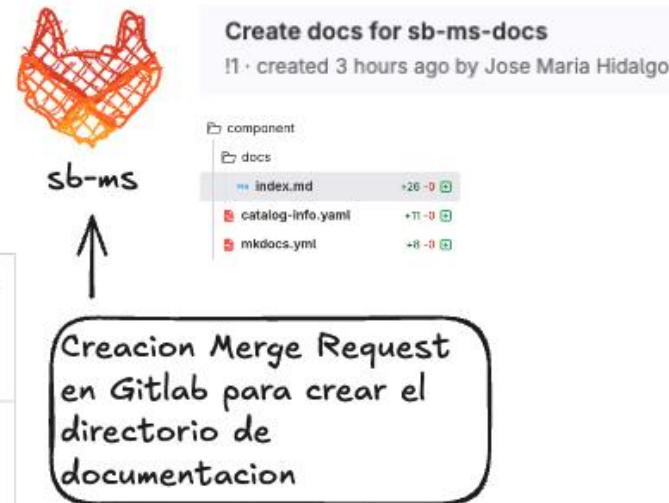 Create docs for sb-ms-docs
!1 · created 3 hours ago by Jose Maria Hidalgo
component
docs
index.md +26 -0
catalog-info.yaml +11 -0
mkdocs.yml +8 -0
sb-ms
Creacion Merge Request
en Gitlab para crear el
directorio de
documentacion